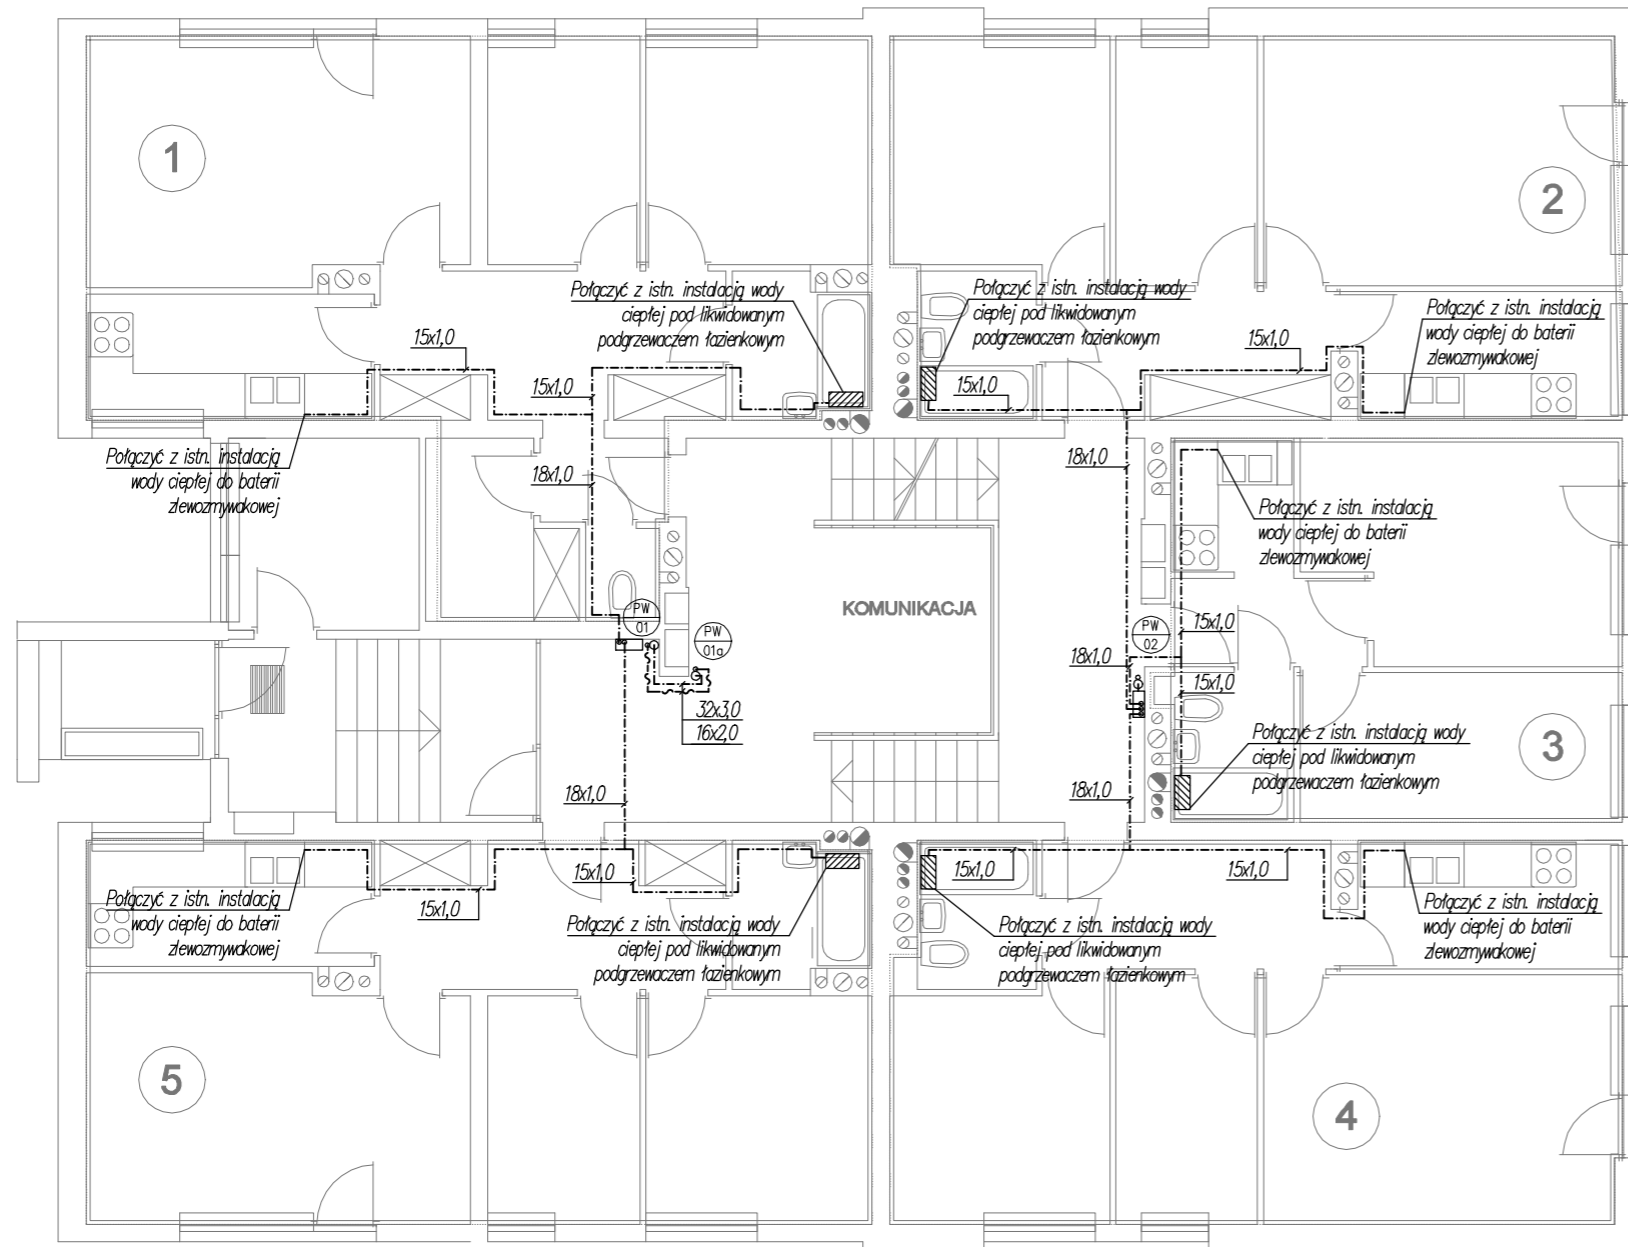 1
2
Połączyć z istn. instalacją wody
ciepłej pod likwidowanym
podgrzewaczem łazienkowym
Połączyć z istn. instalacją wody
ciepłej pod likwidowanym
podgrzewaczem łazienkowym
Połączyć z istn. instalacją
wody ciepłej do baterii
zlewozmywakowej
15x1,0
15x1,0
15x1,0
15x1,0
Połączyć z istn. instalacją
wody ciepłej do baterii
zlewozmywakowej
18x1,0
18x1,0
Połączyć z istn. instalacją
wody ciepłej do baterii
zlewozmywakowej
KOMUNIKACJA
PW
01
PW
01a
PW
02
15x1,0
18x1,0
15x1,0
32x3,0
16x2,0
Połączyć z istn. instalacją wody
ciepłej pod likwidowanym
podgrzewaczem łazienkowym
3
18x1,0
18x1,0
15x1,0
15x1,0
15x1,0
15x1,0
Połączyć z istn. instalacją
wody ciepłej do baterii
zlewozmywakowej
Połączyć z istn. instalacją wody
ciepłej pod likwidowanym
podgrzewaczem łazienkowym
Połączyć z istn. instalacją wody
ciepłej pod likwidowanym
podgrzewaczem łazienkowym
Połączyć z istn. instalacją
wody ciepłej do baterii
zlewozmywakowej
5
4